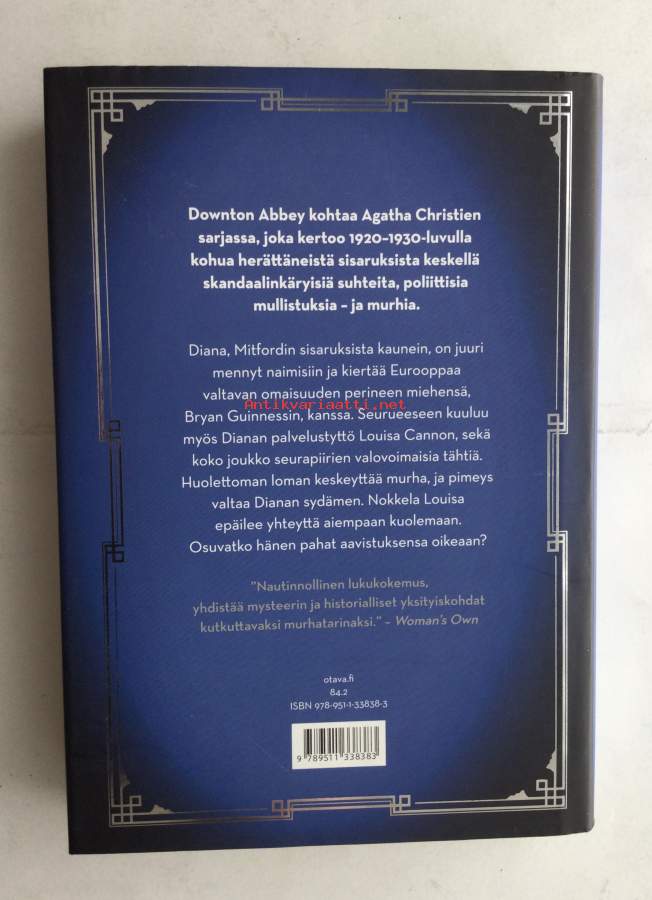 Downton Abbey kohtaa Agatha Christien
sarjassa, joka kertoo 1920–1930-luvulla
kohua herättäneistä sisaruksista keskellä
skandaalinkäryisiä suhteita, poliittisia
mullistuksia – ja murhia.
Diana, Mitfordin sisaruksista kaunein, on juuri
mennyt naimisiin ja kiertää Eurooppaa
valtavan omaisuuden perineen miehensä,
Antikvariaatti.net
Bryan Guinnessin, kanssa. Seurueeseen kuuluu
myös Dianan palvelustyttö Louisa Cannon, sekä
koko joukko seurapiirien valovoimaisia tähtiä.
Huolettoman loman keskeyttää murha, ja pimeys
valtaa Dianan sydämen. Nokkela Louisa
epäilee yhteyttä aiempaan kuolemaan.
Osuvatko hänen pahat aavistuksensa oikeaan?
"Nautinnollinen lukukokemus,
yhdistää mysteerin ja historialliset yksityiskohdat
kutkuttavaksi murhatarinaksi." – Woman's Own
otava.fi
84.2
ISBN 978-951-1-33838-3
9 789511 338383